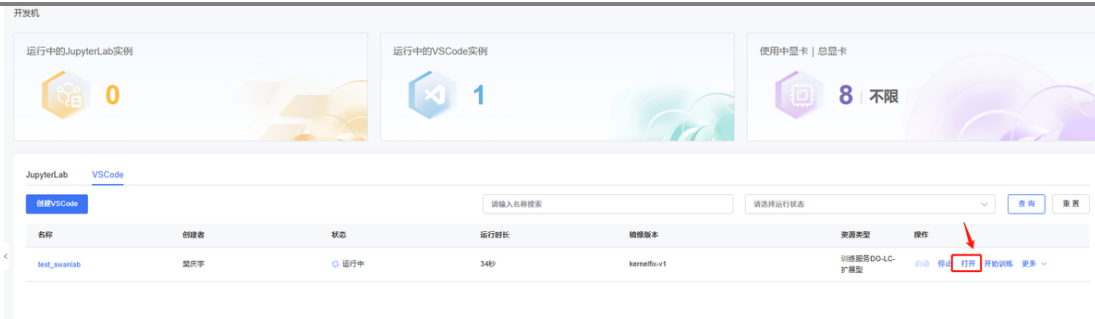 开发机
运行中的JupyterLab实例
0
运行中的VSCode实例
1
使用中显卡 | 总显卡
8 | 不限
JupyterLab VSCode
创建VSCode 请输入名称搜索 请选择运行状态 查询 重置
名称 创建者 状态 运行时长 镜像版本 资源类型 操作
test_swanlab 樊庆宇 运行中 34秒 kernelfix-v1 训练服务DO-LC-扩展型 启动 停止 打开 开始训练 更多